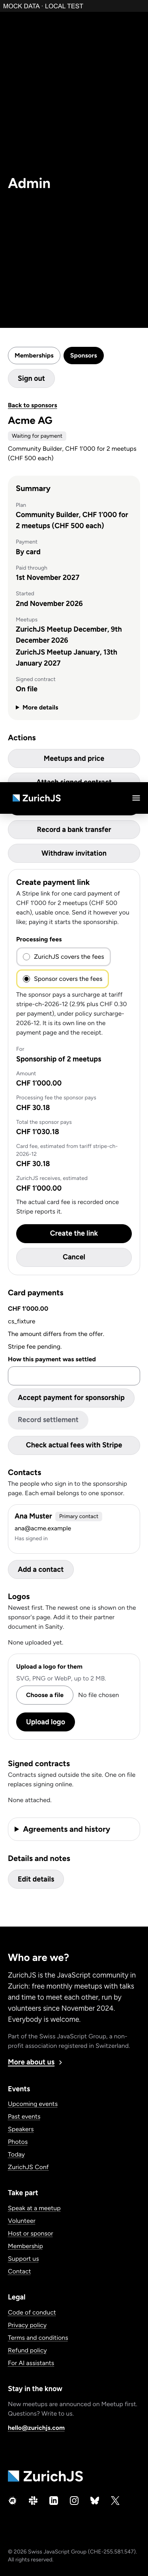 MOCK DATA · LOCAL TEST
Admin
Memberships
Sponsors
Sign out
Back to sponsors
Acme AG
Waiting for payment
Community Builder, CHF 1'000 for 2 meetups
(CHF 500 each)
Summary
Plan
Community Builder, CHF 1'000 for
2 meetups (CHF 500 each)
Payment
By card
Paid through
1st November 2027
Started
2nd November 2026
Meetups
ZurichJS Meetup December, 9th
December 2026
ZurichJS Meetup January, 13th
January 2027
Signed contract
On file
More details
Actions
Meetups and price
Attach signed contract
ZurichJS
Record a bank transfer
Withdraw invitation
Create payment link
A Stripe link for one card payment of
CHF 1'000 for 2 meetups (CHF 500
each), usable once. Send it however you
like; paying it starts the sponsorship.
Processing fees
ZurichJS covers the fees
Sponsor covers the fees
The sponsor pays a surcharge at tariff
stripe-ch-2026-12 (2.9% plus CHF 0.30
per payment), under policy surcharge-
2026-12. It is its own line on the
payment page and the receipt.
For
Sponsorship of 2 meetups
Amount
CHF 1'000.00
Processing fee the sponsor pays
CHF 30.18
Total the sponsor pays
CHF 1'030.18
Card fee, estimated from tariff stripe-ch-
2026-12
CHF 30.18
ZurichJS receives, estimated
CHF 1'000.00
The actual card fee is recorded once
Stripe reports it.
Create the link
Cancel
Card payments
CHF 1'000.00
cs_fixture
The amount differs from the offer.
Stripe fee pending.
How this payment was settled
Accept payment for sponsorship
Record settlement
Check actual fees with Stripe
Contacts
The people who sign in to the sponsorship
page. Each email belongs to one sponsor.
Ana Muster
Primary contact
ana@acme.example
Has signed in
Add a contact
Logos
Newest first. The newest one is shown on the
sponsor's page. Add it to their partner
document in Sanity.
None uploaded yet.
Upload a logo for them
SVG, PNG or WebP, up to 2 MB.
Choose a file
No file chosen
Upload logo
Signed contracts
Contracts signed outside the site. One on file
replaces signing online.
None attached.
Agreements and history
Details and notes
Edit details
Who are we?
ZurichJS is the JavaScript community in
Zurich: free monthly meetups with talks
and time to meet each other, run by
volunteers since November 2024.
Everybody is welcome.
Part of the Swiss JavaScript Group, a non-
profit association registered in Switzerland.
More about us
Events
Upcoming events
Past events
Speakers
Photos
Today
ZurichJS Conf
Take part
Speak at a meetup
Volunteer
Host or sponsor
Membership
Support us
Contact
Legal
Code of conduct
Privacy policy
Terms and conditions
Refund policy
For AI assistants
Stay in the know
New meetups are announced on Meetup first.
Questions? Write to us.
hello@zurichjs.com
ZurichJS
© 2026 Swiss JavaScript Group (CHE-255.581.547).
All rights reserved.